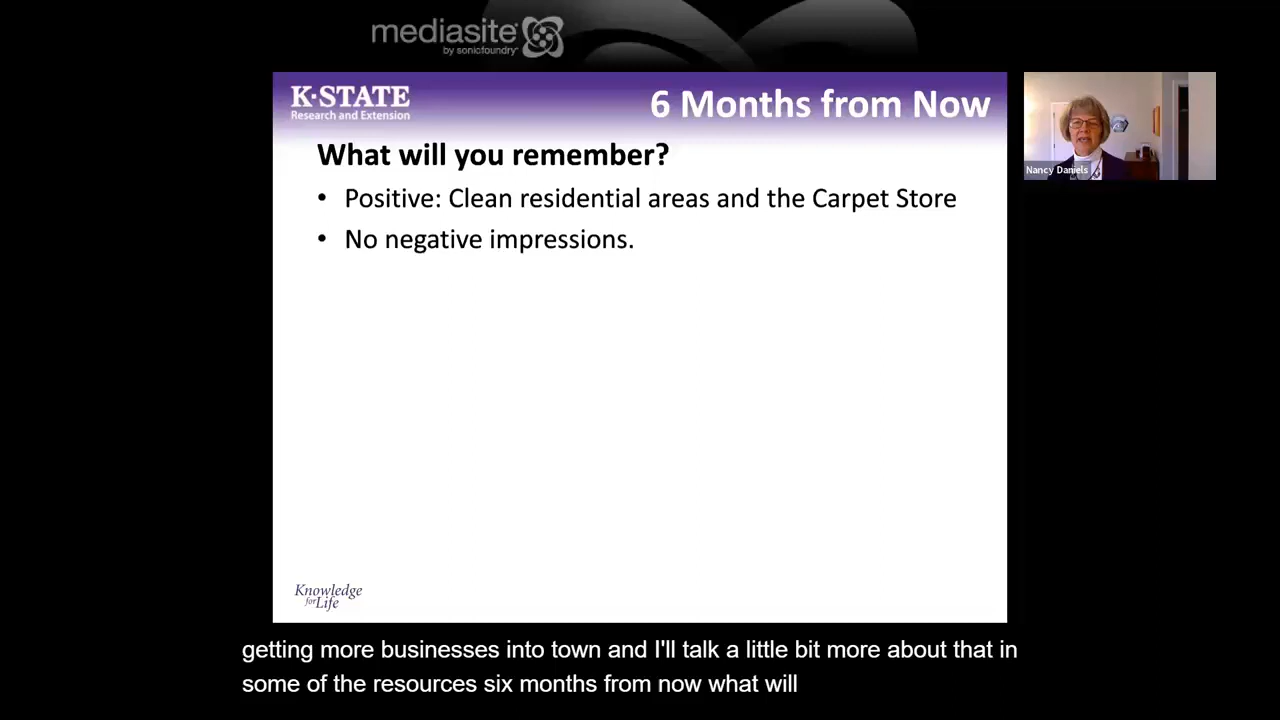 mediasite
by sonicfoundry
K·STATE
Research and Extension
6 Months from Now
What will you remember?
• Positive: Clean residential areas and the Carpet Store
• No negative impressions.
Nancy Daniels
Knowledge
for Life
getting more businesses into town and I'll talk a little bit more about that in
some of the resources six months from now what will